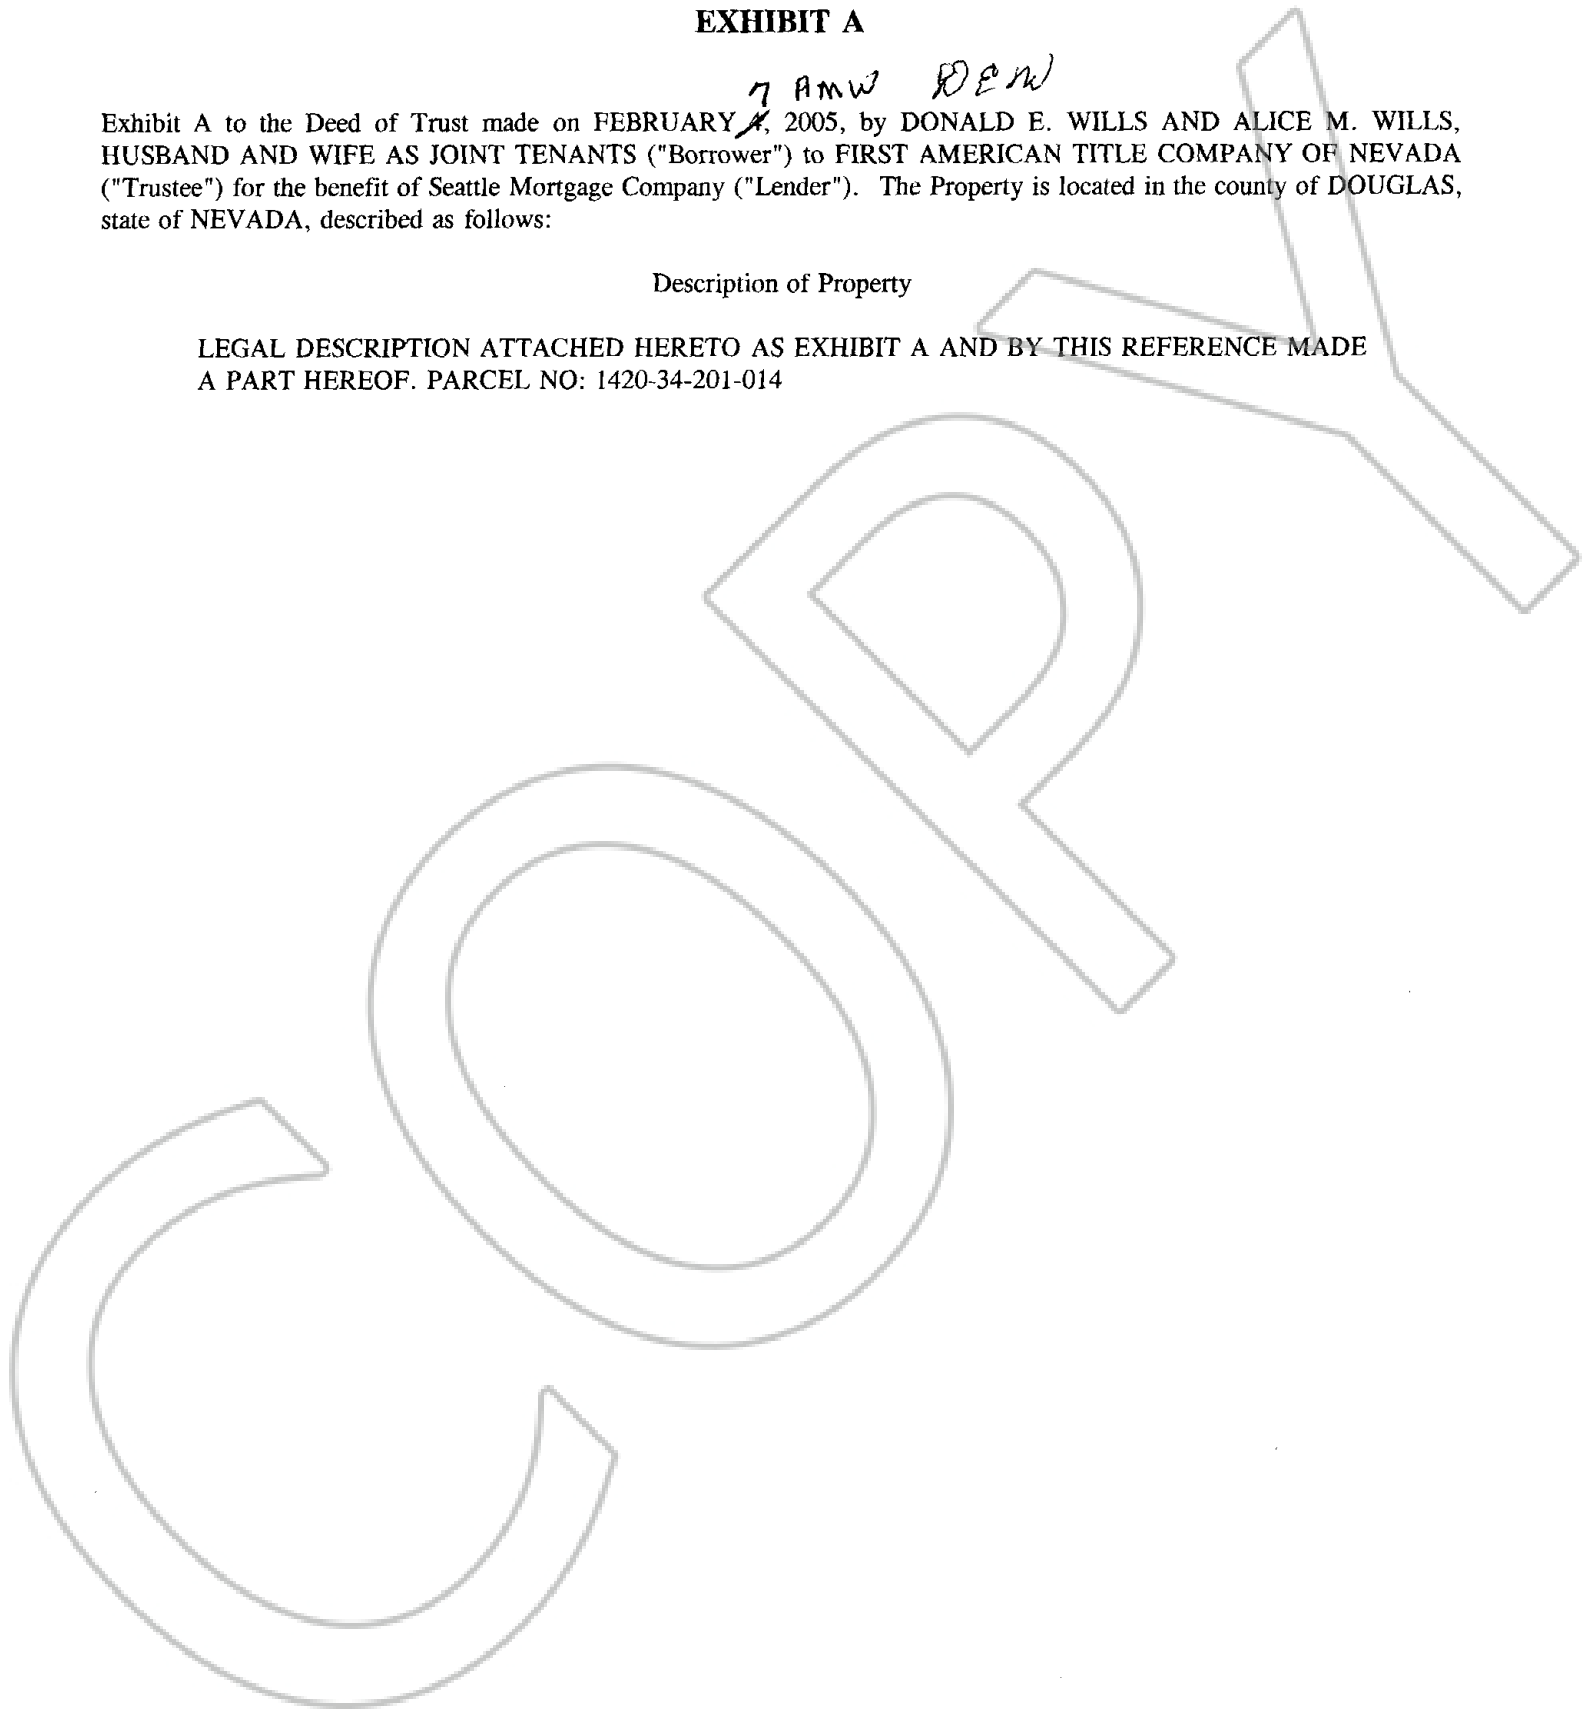 EXHIBIT A
7 AMW DEW
Exhibit A to the Deed of Trust made on FEBRUARY 4, 2005, by DONALD E. WILLS AND ALICE M. WILLS,
HUSBAND AND WIFE AS JOINT TENANTS ("Borrower") to FIRST AMERICAN TITLE COMPANY OF NEVADA
("Trustee") for the benefit of Seattle Mortgage Company ("Lender"). The Property is located in the county of DOUGLAS,
state of NEVADA, described as follows:
Description of Property
LEGAL DESCRIPTION ATTACHED HERETO AS EXHIBIT A AND BY THIS REFERENCE MADE
A PART HEREOF. PARCEL NO: 1420-34-201-014
COPY